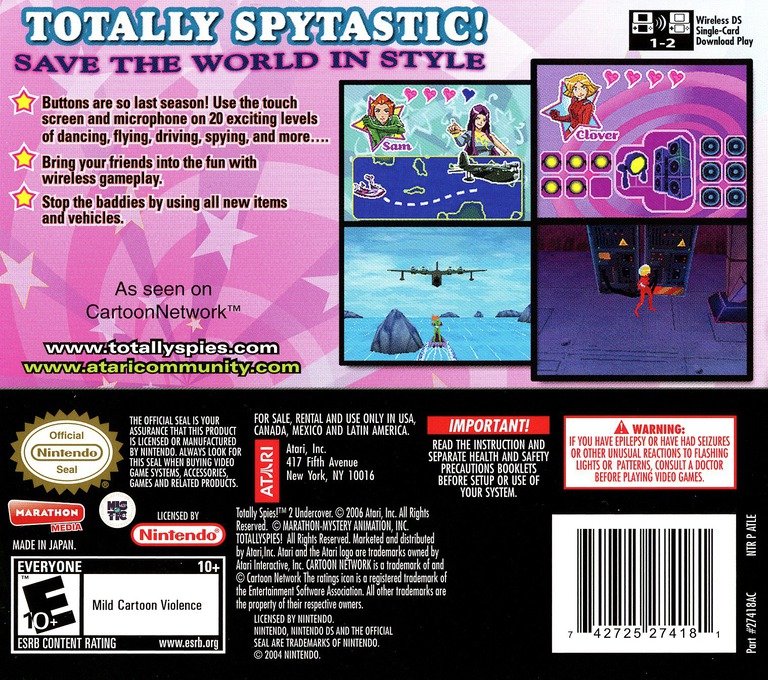 TOTALLY SPYTASTIC!
SAVE THE WORLD IN STYLE
Buttons are so last season! Use the touch
screen and microphone on 20 exciting levels
of dancing, flying, driving, spying, and more....
Bring your friends into the fun with
wireless gameplay.
Stop the baddies by using all new items
and vehicles.
As seen on
CartoonNetwork™
www.totallyspies.com
www.ataricommunity.com
1-2
Wireless DS
Single-Card
Download Play
Sam
Clover
Official
Nintendo
Seal
THE OFFICIAL SEAL IS YOUR
ASSURANCE THAT THIS PRODUCT
IS LICENSED OR MANUFACTURED
BY NINTENDO. ALWAYS LOOK FOR
THIS SEAL WHEN BUYING VIDEO
GAME SYSTEMS, ACCESSORIES,
GAMES AND RELATED PRODUCTS.
MARATHON
MEDIA
LICENSED BY
Nintendo
MADE IN JAPAN.
EVERYONE 10+
E
10+
™
Mild Cartoon Violence
ESRB CONTENT RATING www.esrb.org
FOR SALE, RENTAL AND USE ONLY IN USA,
CANADA, MEXICO AND LATIN AMERICA.
ATARI
Atari, Inc.
417 Fifth Avenue
New York, NY 10016
Totally Spies!™ 2 Undercover. © 2006 Atari, Inc. All Rights
Reserved. © MARATHON-MYSTERY ANIMATION, INC.
TOTALLYSPIES! All Rights Reserved. Marketed and distributed
by Atari,Inc. Atari and the Atari logo are trademarks owned by
Atari Interactive, Inc. CARTOON NETWORK is a trademark of and
© Cartoon Network The ratings icon is a registered trademark of
the Entertainment Software Association. All other trademarks are
the property of their respective owners.
LICENSED BY NINTENDO.
NINTENDO, NINTENDO DS AND THE OFFICIAL
SEAL ARE TRADEMARKS OF NINTENDO.
© 2004 NINTENDO.
IMPORTANT!
READ THE INSTRUCTION AND
SEPARATE HEALTH AND SAFETY
PRECAUTIONS BOOKLETS
BEFORE SETUP OR USE OF
YOUR SYSTEM.
WARNING:
IF YOU HAVE EPILEPSY OR HAVE HAD SEIZURES
OR OTHER UNUSUAL REACTIONS TO FLASHING
LIGHTS OR PATTERNS, CONSULT A DOCTOR
BEFORE PLAYING VIDEO GAMES.
7 42725 27418 1
Part #27418AC NTR P ATLE